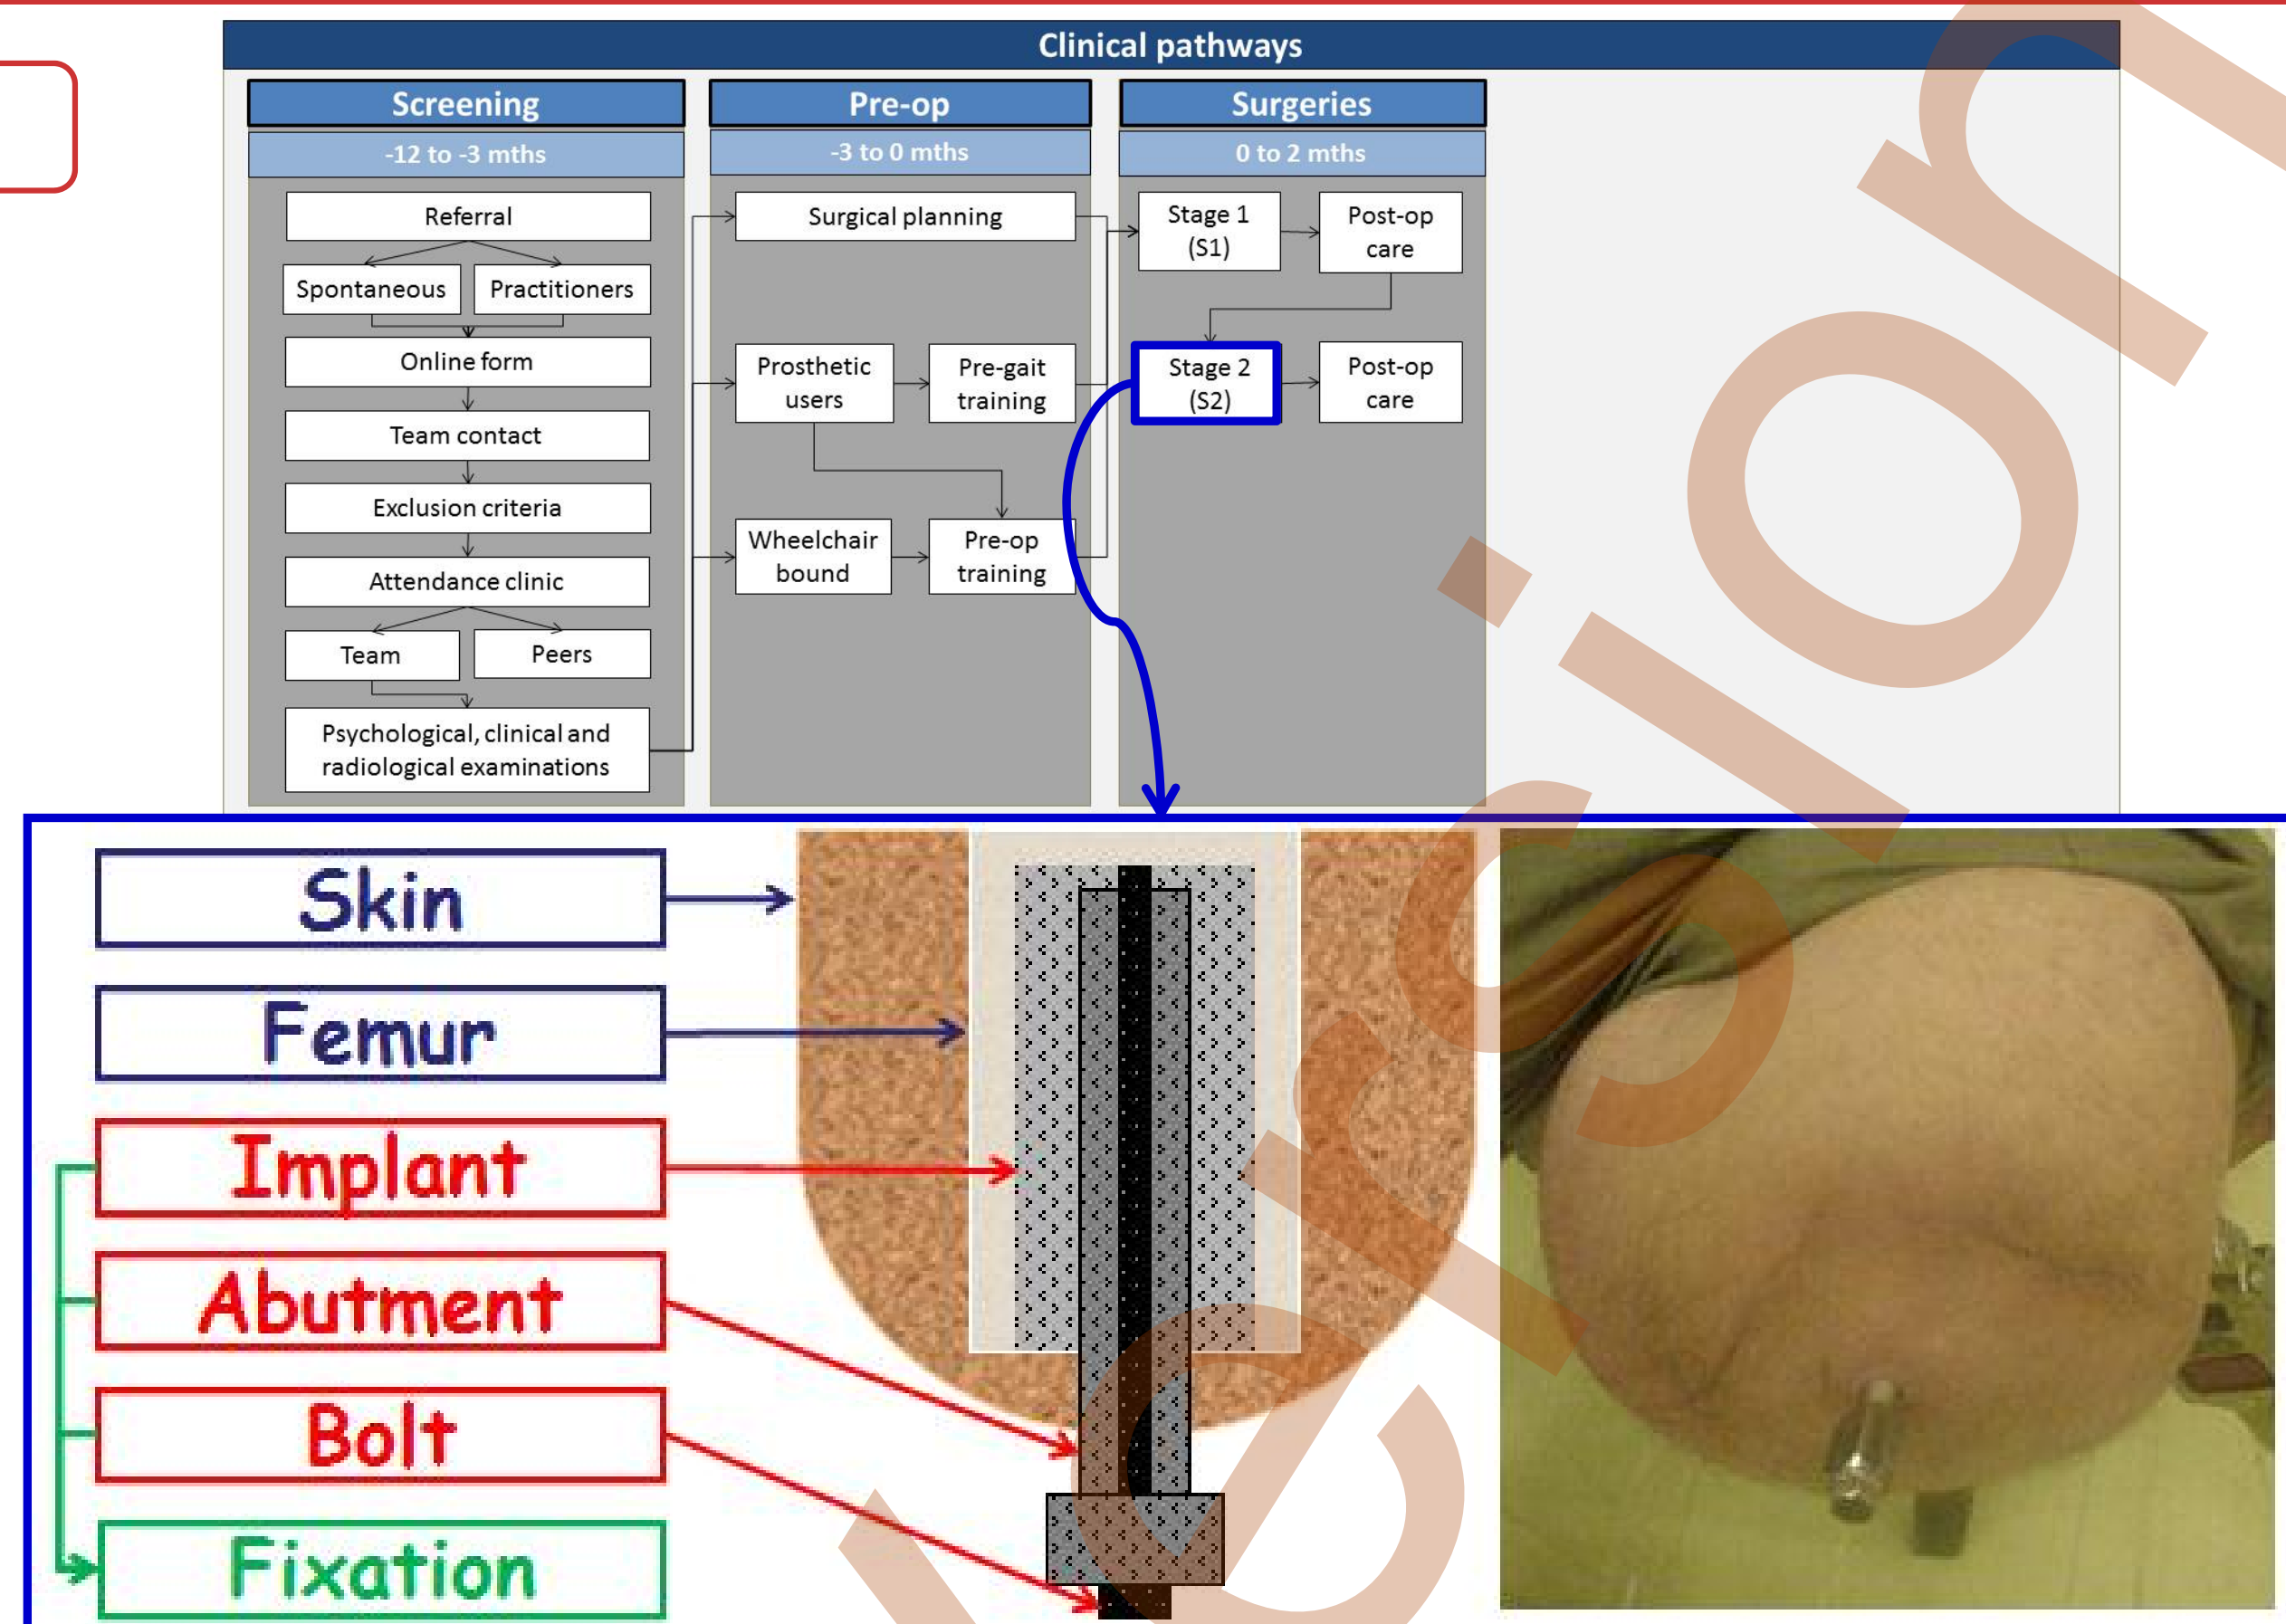 Clinical pathways
Screening
-12 to -3 mths
Referral
Spontaneous
Practitioners
Online form
Team contact
Exclusion criteria
Attendance clinic
Team
Peers
Psychological, clinical and
radiological examinations
Pre-op
-3 to 0 mths
Surgical planning
Prosthetic
users
Pre-gait
training
Wheelchair
bound
Pre-op
training
Surgeries
0 to 2 mths
Stage 1
(S1)
Post-op
care
Stage 2
(S2)
Post-op
care
Skin
Femur
Implant
Abutment
Bolt
Fixation